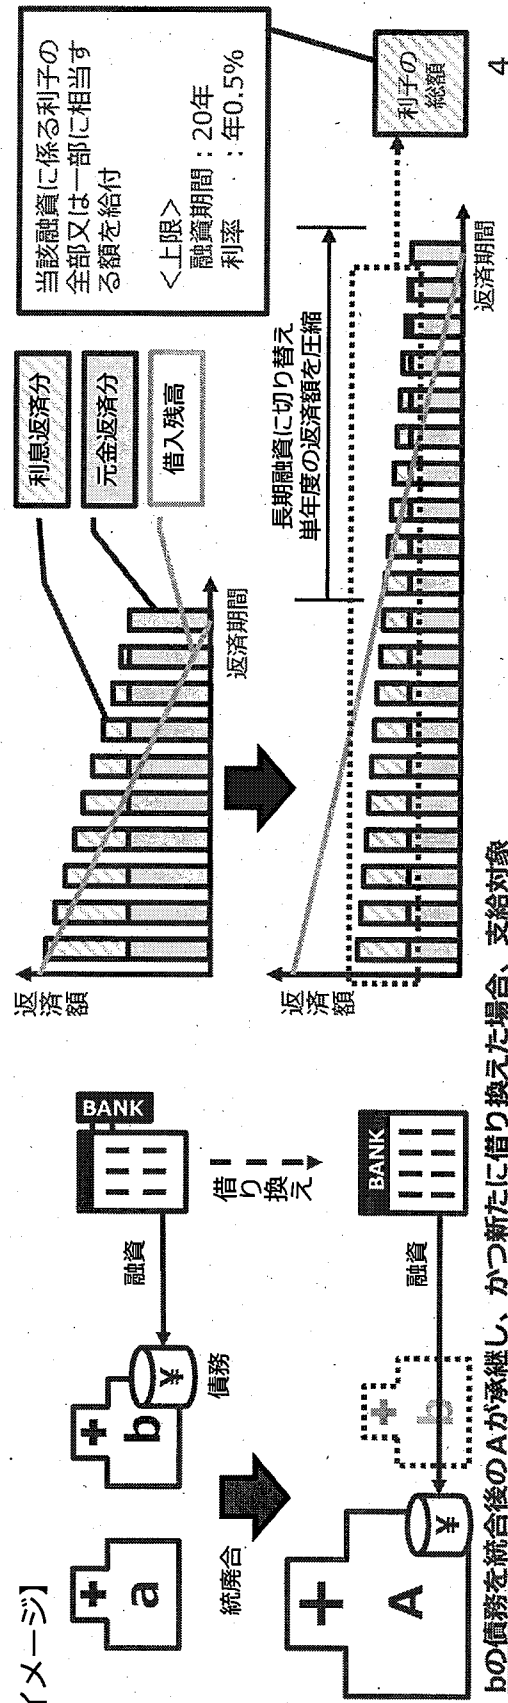 イメージ】
a
b
¥
債務
融資
BANK
統廃合
借り換え
A
b
¥
融資
BANK
bの債務を統合後のAが承継し、かつ新たに借り換えた場合、支給対象
返済額
返済期間
利息返済分
元金返済分
借入残高
当該融資に係る利子の
全部又は一部に相当す
る額を給付
<上限>
融資期間：20年
利率　：年0.5%
返済額
長期融資に切り替え
単年度の返済額を圧縮
返済期間
利子の
総額
4